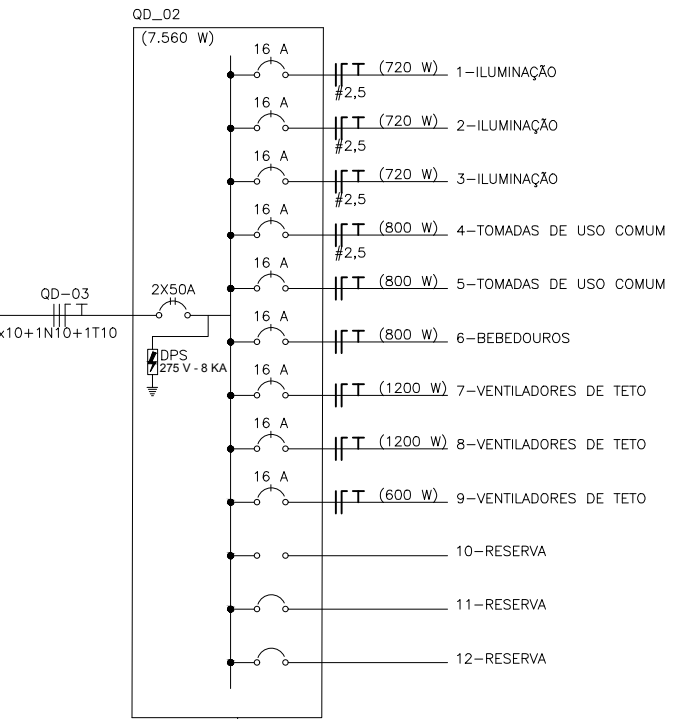 QD_02
(7.560 W)
16 A
(720 W) 1-ILUMINAÇÃO
#2,5
16 A
(720 W) 2-ILUMINAÇÃO
#2,5
16 A
(720 W) 3-ILUMINAÇÃO
#2,5
16 A
(800 W) 4-TOMADAS DE USO COMUM
#2,5
16 A
(800 W) 5-TOMADAS DE USO COMUM
QD-03
2X50A
x10+1N10+1T10
16 A
(800 W) 6-BEBEDOUROS
DPS
275 V - 8 KA
16 A
(1200 W) 7-VENTILADORES DE TETO
16 A
(1200 W) 8-VENTILADORES DE TETO
16 A
(600 W) 9-VENTILADORES DE TETO
10-RESERVA
11-RESERVA
12-RESERVA